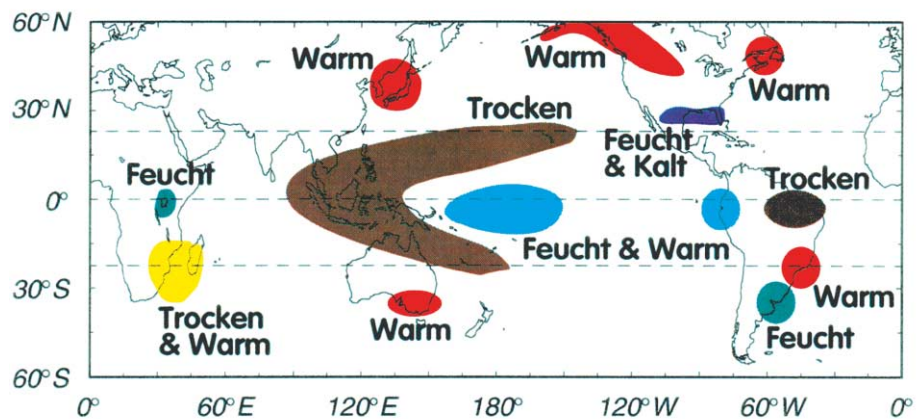 60°N
Warm
Warm
Warm
Trocken
30°N
Feucht
& Kalt
Feucht
Trocken
0°
Feucht & Warm
30°S
Trocken
& Warm
Warm
Warm
Feucht
60°S
0° 60°E 120°E 180° 120°W 60°W 0°